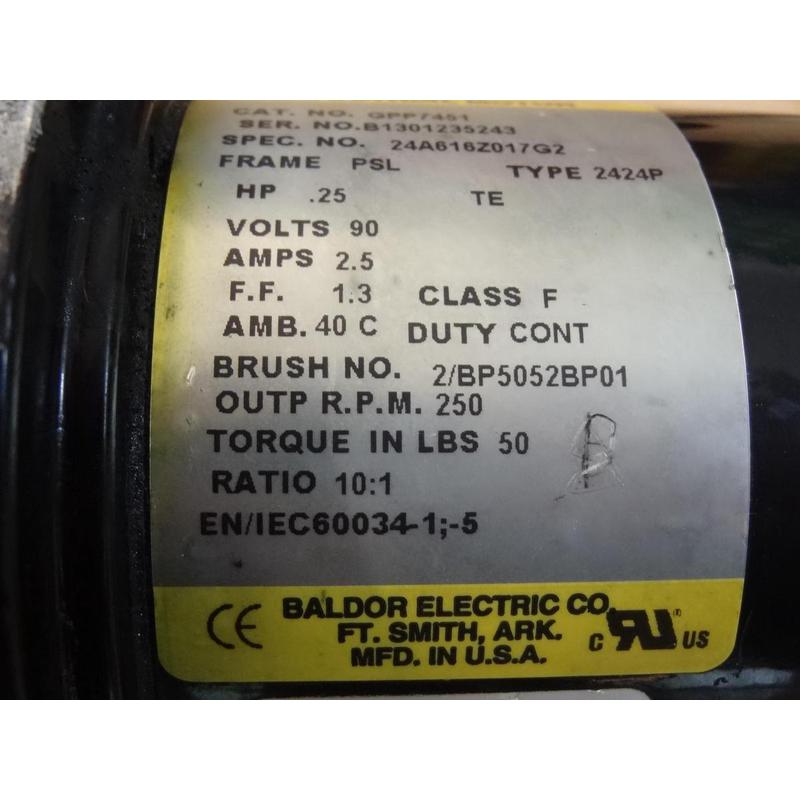 CAT. NO. GPP7451
SER. NO.B1301235243
SPEC. NO. 24A616Z017G2
FRAME PSL TYPE 2424P
HP .25 TE
VOLTS 90
AMPS 2.5
F.F. 1.3 CLASS F
AMB. 40 C DUTY CONT
BRUSH NO. 2/BP5052BP01
OUTP R.P.M. 250
TORQUE IN LBS 50
B
RATIO 10:1
EN/IEC60034-1;-5
CE BALDOR ELECTRIC CO.
FT. SMITH, ARK.
MFD. IN U.S.A.
C RU US